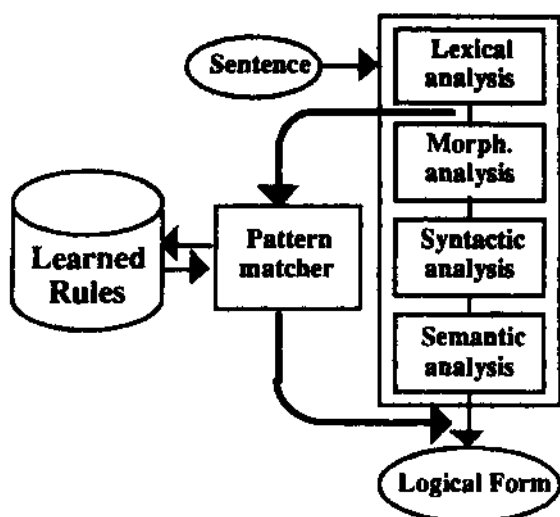 Sentence
Lexical
analysis
Morph.
analysis
Learned
Rules
Pattern
matcher
Syntactic
analysis
Semantic
analysis
Logical Form